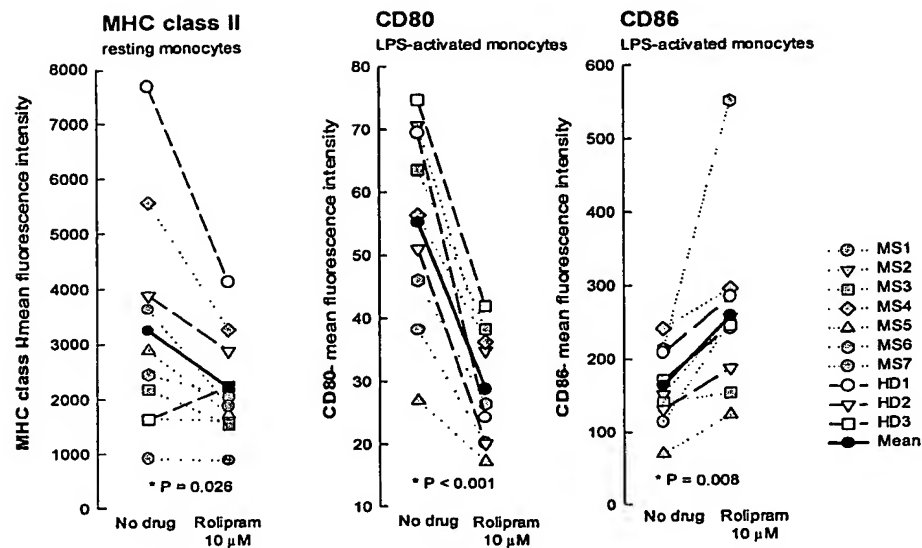 MHC class II
resting monocytes
MHC class II-mean fluorescence intensity
8000
7000
6000
5000
4000
3000
2000
1000
0
* P = 0.026
No drug
Rolipram
10 µM
CD80
LPS-activated monocytes
CD80- mean fluorescence intensity
80
70
60
50
40
30
20
10
* P < 0.001
No drug
Rolipram
10 µM
CD86
LPS-activated monocytes
CD86- mean fluorescence intensity
600
500
400
300
200
100
0
* P = 0.008
No drug
Rolipram
10 µM
MS1
MS2
MS3
MS4
MS5
MS6
MS7
HD1
HD2
HD3
Mean